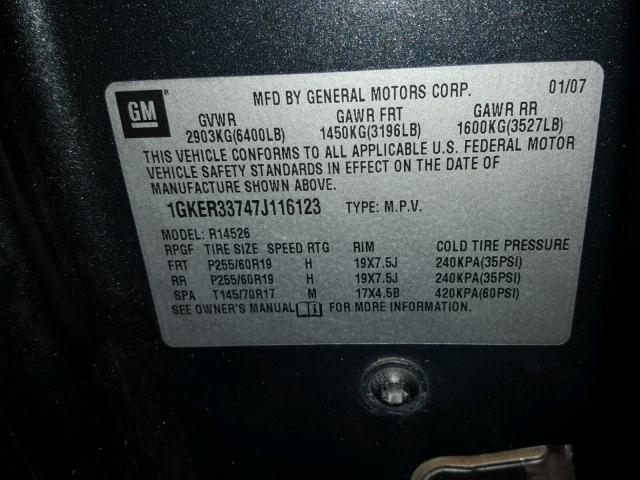 GM ®
MFD BY GENERAL MOTORS CORP. 01/07
GVWR GAWR FRT GAWR RR
2903KG(6400LB) 1450KG(3196LB) 1600KG(3527LB)
THIS VEHICLE CONFORMS TO ALL APPLICABLE U.S. FEDERAL MOTOR
VEHICLE SAFETY STANDARDS IN EFFECT ON THE DATE OF
MANUFACTURE SHOWN ABOVE.
1GKER33747J116123 TYPE: M.P.V.
MODEL: R14526
RPGF TIRE SIZE SPEED RTG RIM COLD TIRE PRESSURE
FRT P255/60R19 H 19X7.5J 240KPA(35PSI)
RR P255/60R19 H 19X7.5J 240KPA(35PSI)
SPA T145/70R17 M 17X4.5B 420KPA(60PSI)
SEE OWNER'S MANUAL FOR MORE INFORMATION.